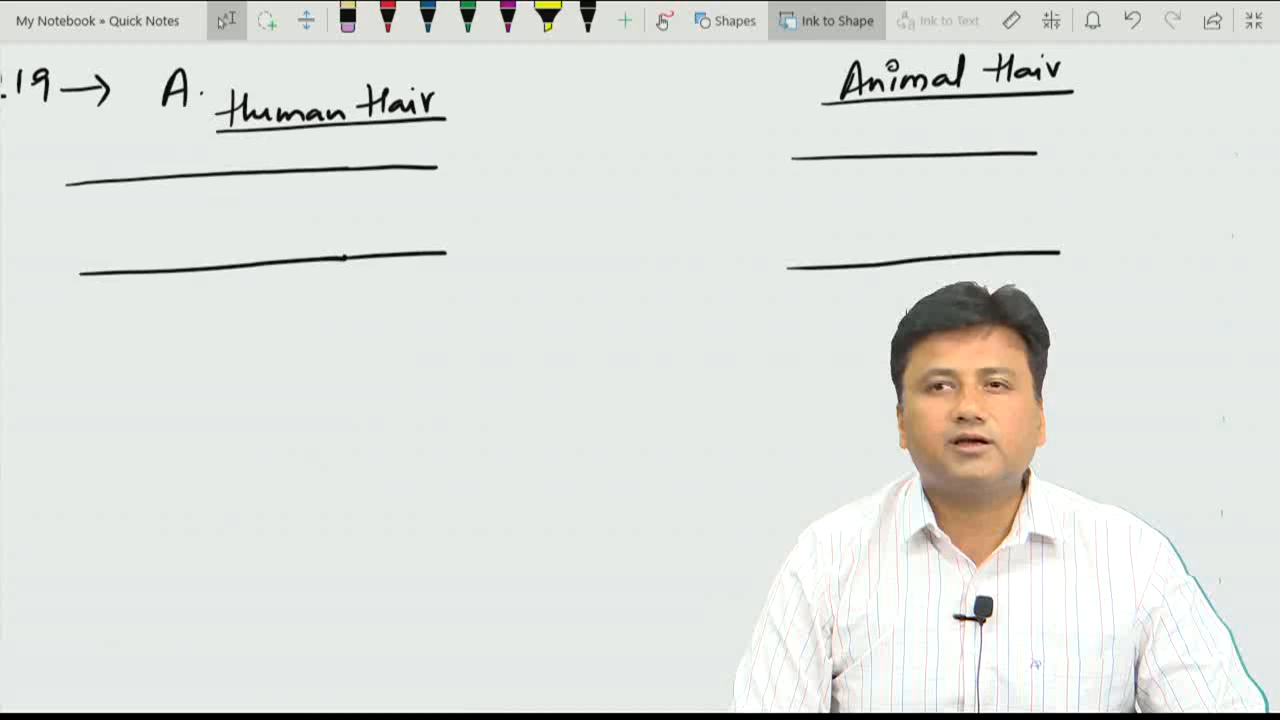 My Notebook » Quick Notes Shapes Ink to Shape Ink to Text
.19 → A. Human Hair Animal Hair